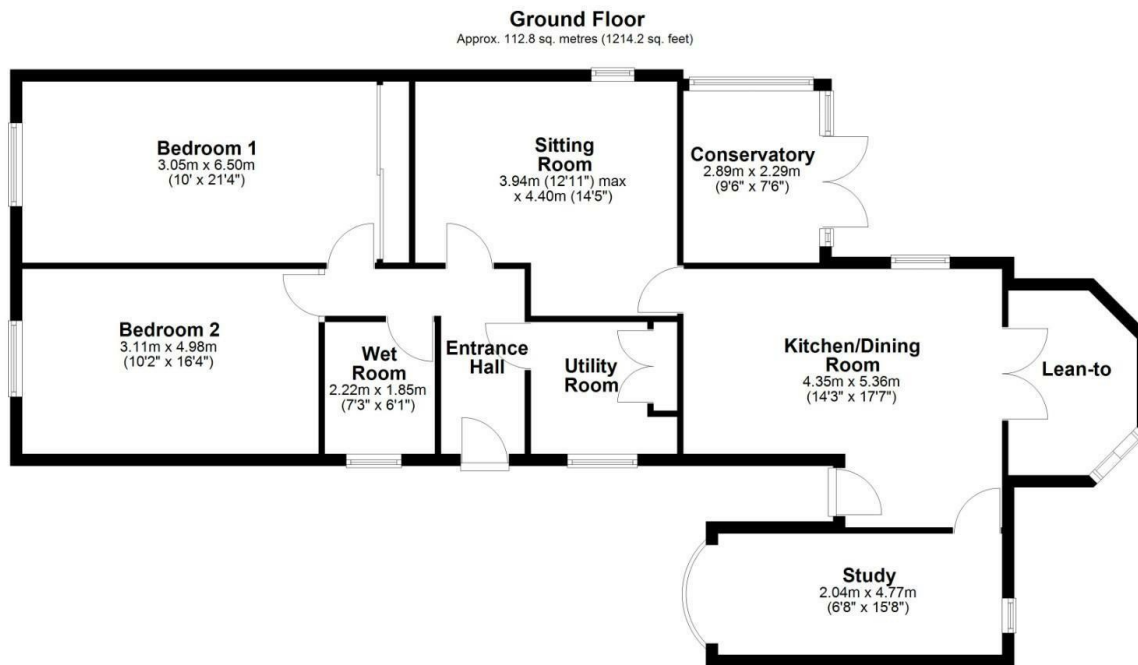 Ground Floor
Approx. 112.8 sq. metres (1214.2 sq. feet)
Bedroom 1
3.05m x 6.50m
(10' x 21'4")
Sitting
Room
3.94m (12'11") max
x 4.40m (14'5")
Conservatory
2.89m x 2.29m
(9'6" x 7'6")
Bedroom 2
3.11m x 4.98m
(10'2" x 16'4")
Wet
Room
2.22m x 1.85m
(7'3" x 6'1")
Entrance
Hall
Utility
Room
Kitchen/Dining
Room
4.35m x 5.36m
(14'3" x 17'7")
Lean-to
Study
2.04m x 4.77m
(6'8" x 15'8")